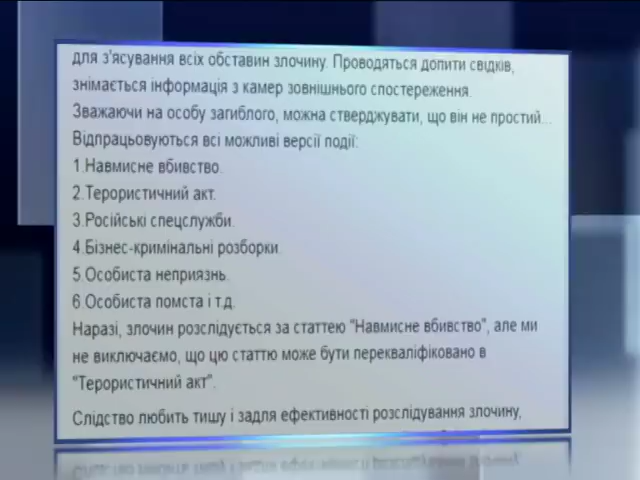 для з'ясування всіх обставин злочину. Проводяться допити свідків,
знімається інформація з камер зовнішнього спостереження.
Зважаючи на особу загиблого, можна стверджувати, що він не простий...
Відпрацьовуються всі можливі версії події:
1.Навмисне вбивство.
2.Терористичний акт.
3.Російські спецслужби.
4.Бізнес-кримінальні розборки.
5.Особиста неприязнь.
6.Особиста помста і т.д.
Наразі, злочин розслідується за статтею "Навмисне вбивство", але ми
не виключаємо, що цю статтю може бути перекваліфіковано в
"Терористичний акт".
Слідство любить тишу і задля ефективності розслідування злочину,